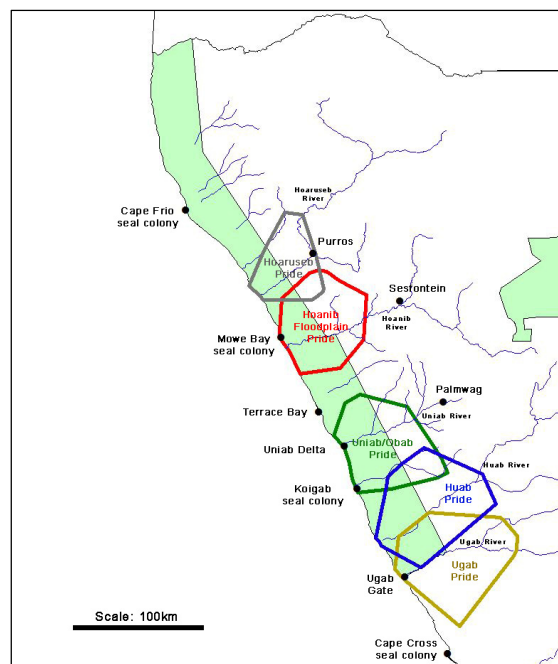 Hoaruseb
River
Cape Frio
seal colony
Purros
Hoaruseb
Pride
Sesfontein
Hoanib
Floodplain
Pride
Hoanib
River
Mowe Bay
seal colony
Palmwag
Terrace Bay
Uniab River
Uniab/Obab
Pride
Uniab Delta
Huab River
Koigab
seal colony
Huab
Pride
Ugab River
Ugab
Pride
Ugab
Gate
Scale: 100km
Cape Cross
seal colony